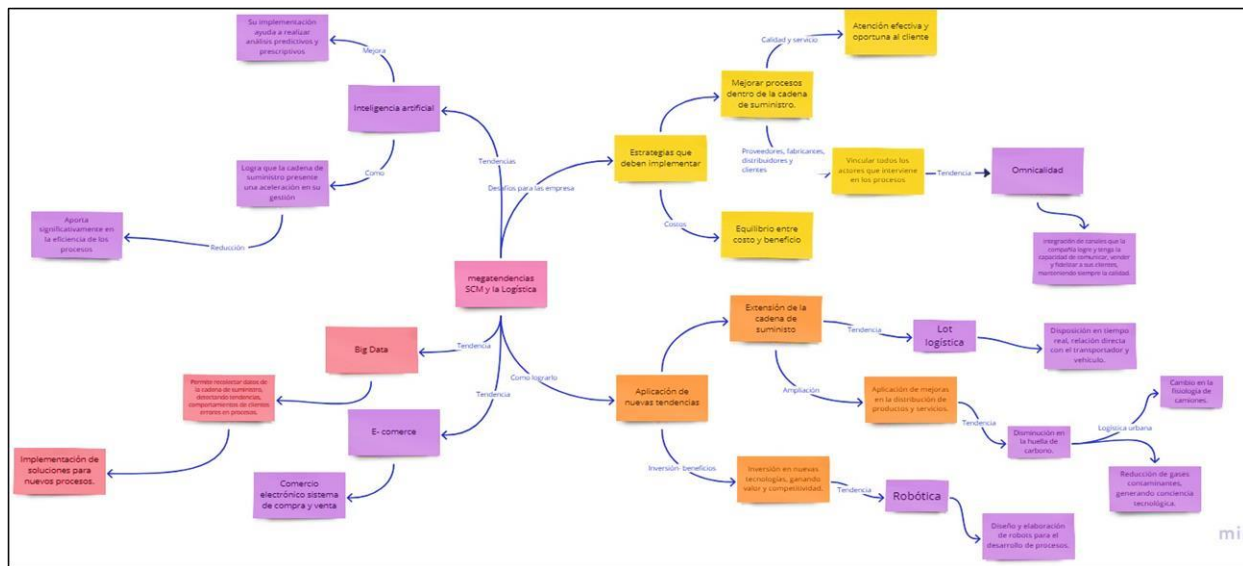 Su implementación
ayuda a realizar
análisis predictivos y
prescriptivos
Mejora
Inteligencia artificial
Tendencias
Como
Logra que la cadena de
suministro presente
una aceleración en su
gestión
Reducción
Aporta
significativamente en
la eficiencia de los
procesos
megatendencias
SCM y la Logística
Desafíos para las empresa
Estrategias que
deben implementar
Mejorar procesos
dentro de la cadena
de suministro.
Calidad y servicio
Atención efectiva y
oportuna al cliente
Proveedores, fabricantes,
distribuidores y
clientes
Vincular todos los
actores que interviene
en los procesos
Tendencia
Omnicalidad
Integración de canales que la
compañía logre y tenga la
capacidad de comunicar, vender
y fidelizar a sus clientes,
manteniendo siempre la calidad.
Costos
Equilibrio entre
costo y beneficio
Tendencia
Big Data
Permite recolectar datos de
la cadena de suministro,
detectando tendencias,
comportamientos de clientes
errores en procesos.
Implementación de
soluciones para
nuevos procesos.
Tendencia
E- comerce
Comercio
electrónico sistema
de compra y venta
Como lograrlo
Aplicación de
nuevas tendencias
Extensión de la
cadena de
suministo
Tendencia
Lot
logística
Disposición en tiempo
real, relación directa
con el transportador y
vehículo.
Ampliación
Aplicación de mejoras
en la distribución de
productos y servicios.
Tendencia
Disminución en
la huella de
carbono.
Logística urbana
Cambio en la
fisiología de
camiones.
Reducción de gases
contaminantes,
generando conciencia
tecnológica.
Inversión- beneficios
Inversión en nuevas
tecnologías, ganando
valor y competitividad.
Tendencia
Robótica
Diseño y elaboración
de robots para el
desarrollo de procesos.
mi